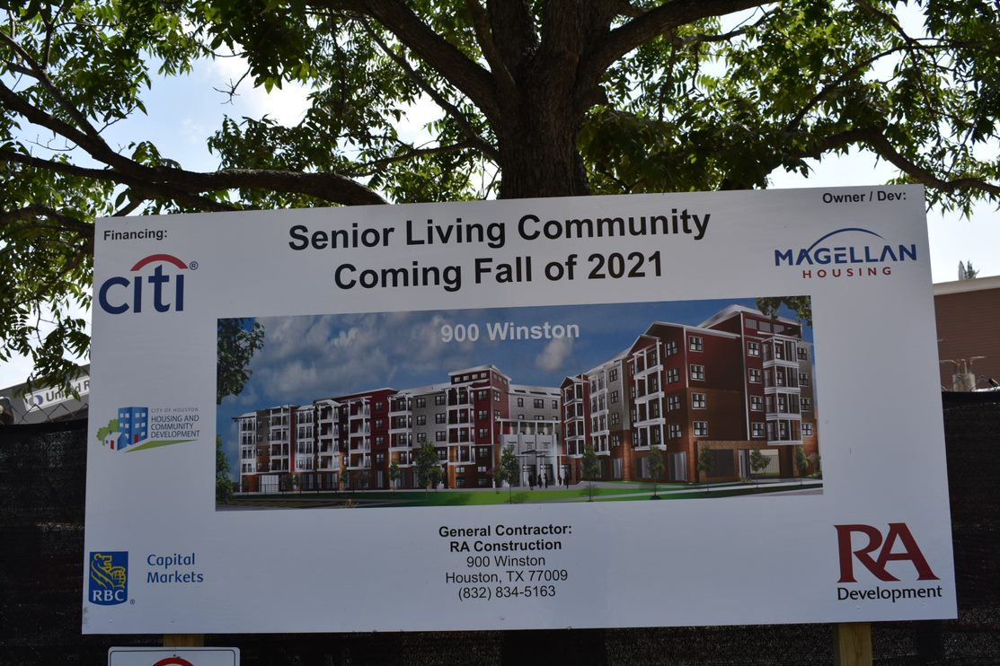 Financing:
citi®
Senior Living Community
Coming Fall of 2021
Owner / Dev:
MAGELLAN
HOUSING
900 Winston
United R
CITY OF HOUSTON
HOUSING AND
COMMUNITY
DEVELOPMENT
RBC®
Capital
Markets
General Contractor:
RA Construction
900 Winston
Houston, TX 77009
(832) 834-5163
RA
Development